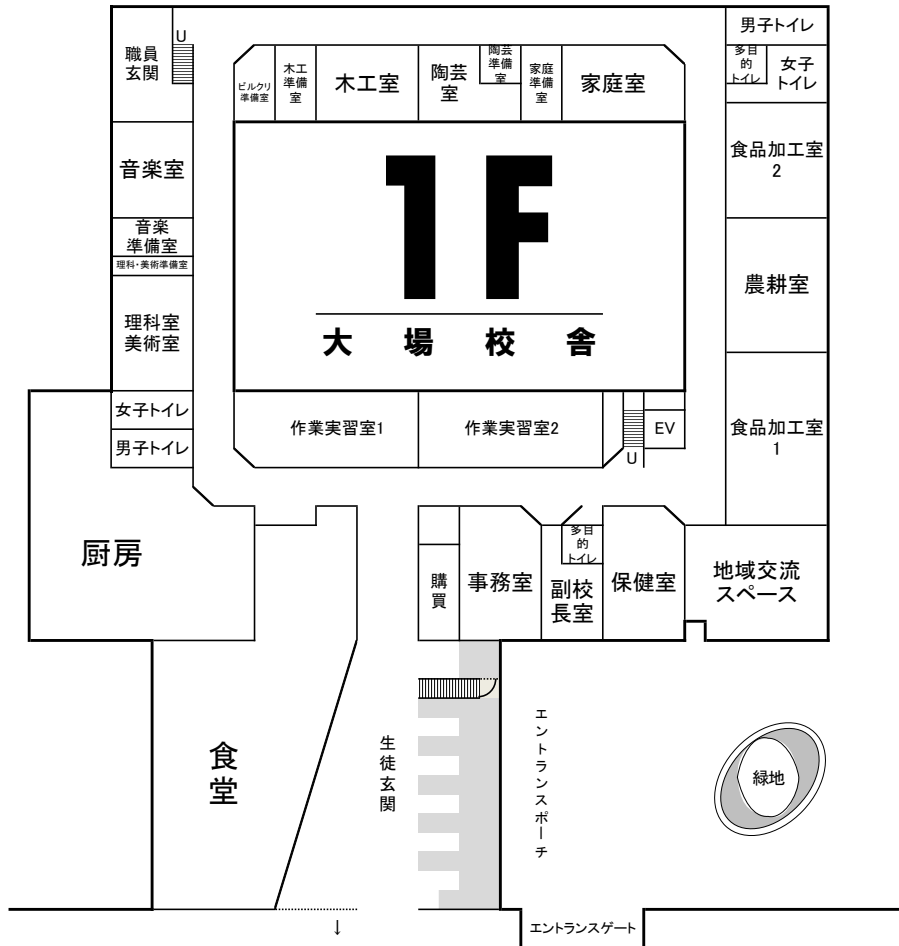 男子トイレ
U
職員
玄関
多目
的
トイレ
女子
トイレ
ビルクリ
準備室
木工
準備
室
木工室
陶芸
室
陶芸
準備
室
家庭
準備
室
家庭室
音楽室
食品加工室
2
1F
音楽
準備室
理科・美術準備室
農耕室
理科室
美術室
大場校舎
女子トイレ
男子トイレ
作業実習室1
作業実習室2
U
EV
食品加工室
1
厨房
購買
事務室
多目
的
トイレ
副校
長室
保健室
地域交流
スペース
食堂
生徒玄関
エントランスポーチ
緑地
↓
エントランスゲート